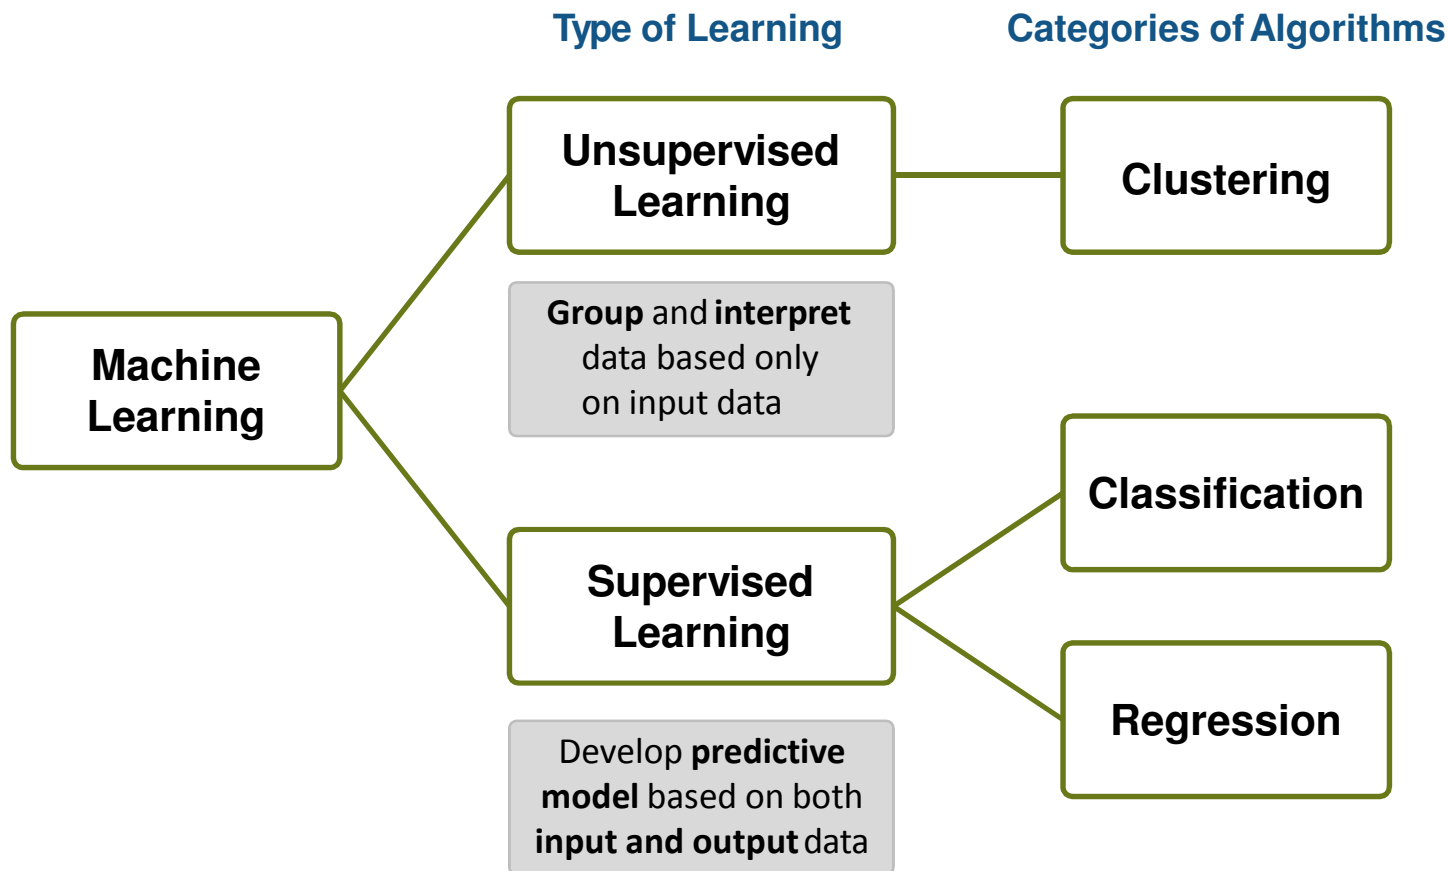 Type of Learning
Categories of Algorithms
Unsupervised
Learning
Clustering
Group and interpret
data based only
on input data
Machine
Learning
Classification
Supervised
Learning
Regression
Develop predictive
model based on both
input and output data